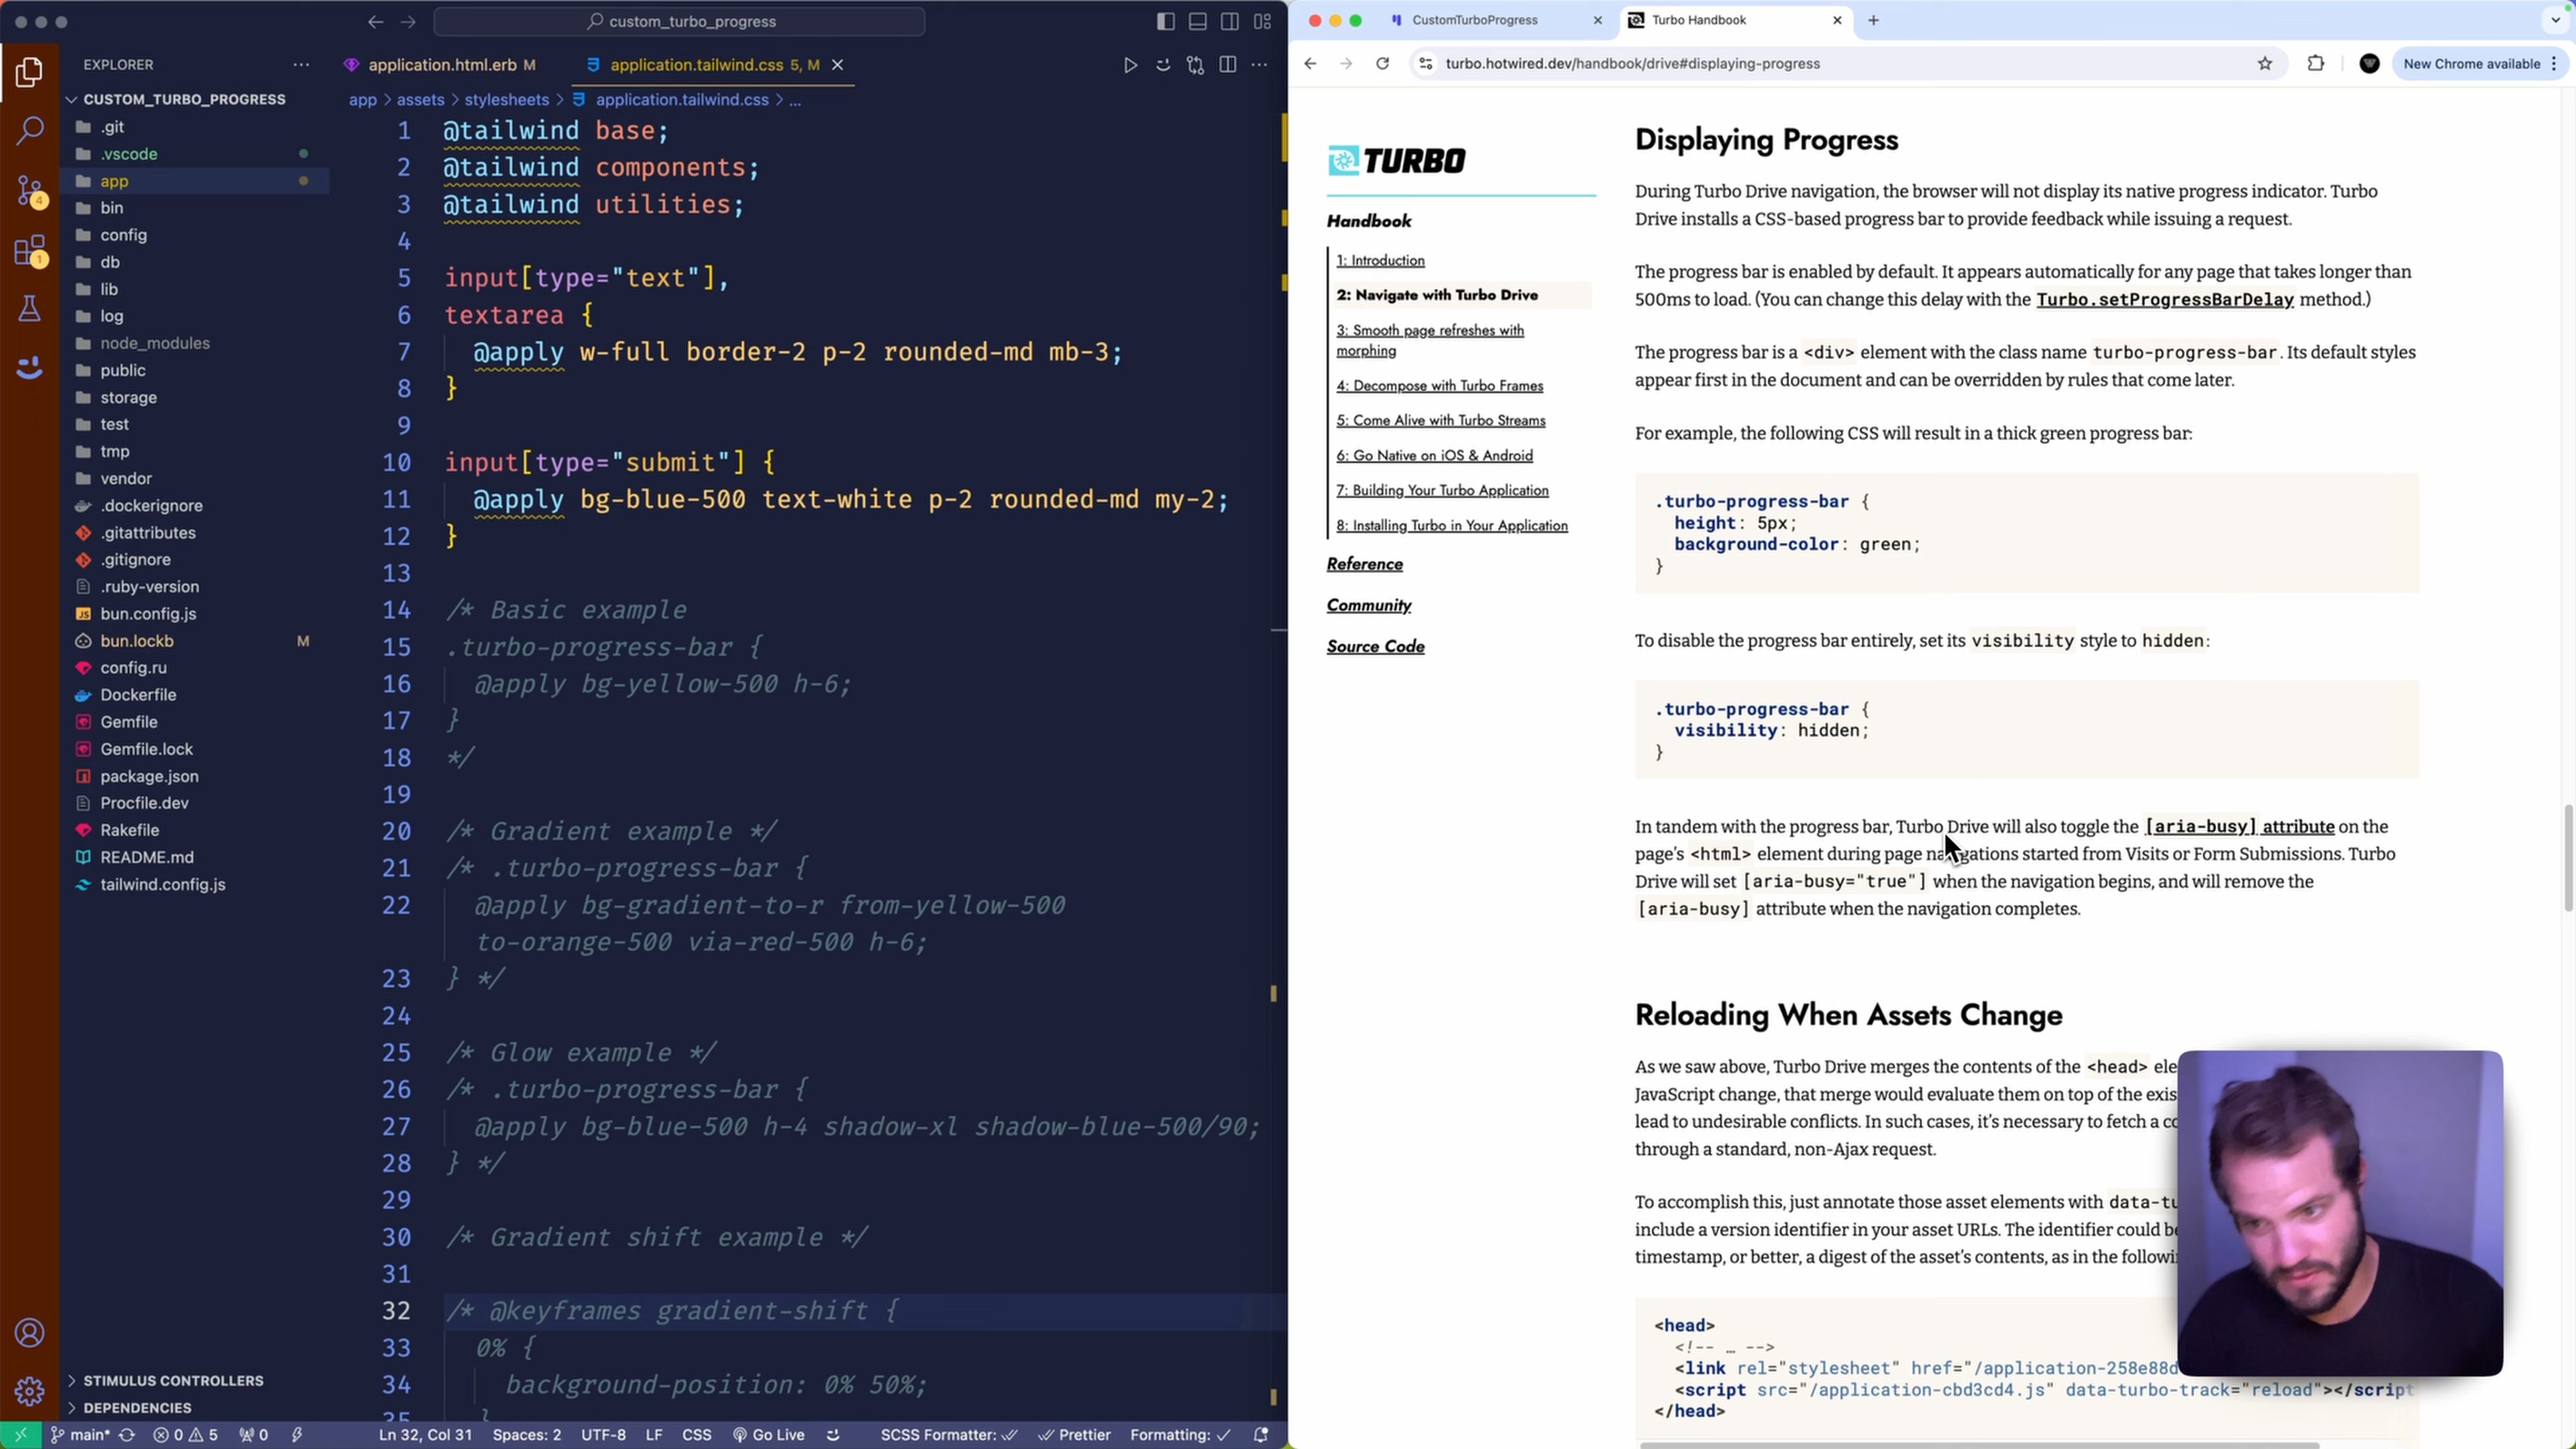 custom_turbo_progress
EXPLORER
CUSTOM_TURBO_PROGRESS
.git
.vscode
app
bin
config
db
lib
log
node_modules
public
storage
test
tmp
vendor
.dockerignore
.gitattributes
.gitignore
.ruby-version
bun.config.js
bun.lockb M
config.ru
Dockerfile
Gemfile
Gemfile.lock
package.json
Procfile.dev
Rakefile
README.md
tailwind.config.js
STIMULUS CONTROLLERS
DEPENDENCIES
4
1
application.html.erb M
application.tailwind.css 5, M
app > assets > stylesheets > application.tailwind.css > ...
1 @tailwind base;
2 @tailwind components;
3 @tailwind utilities;
4
5 input[type="text"],
6 textarea {
7 @apply w-full border-2 p-2 rounded-md mb-3;
8 }
9
10 input[type="submit"] {
11 @apply bg-blue-500 text-white p-2 rounded-md my-2;
12 }
13
14 /* Basic example
15 .turbo-progress-bar {
16 @apply bg-yellow-500 h-6;
17 }
18 */
19
20 /* Gradient example */
21 /* .turbo-progress-bar {
22 @apply bg-gradient-to-r from-yellow-500
to-orange-500 via-red-500 h-6;
23 } */
24
25 /* Glow example */
26 /* .turbo-progress-bar {
27 @apply bg-blue-500 h-4 shadow-xl shadow-blue-500/90;
28 } */
29
30 /* Gradient shift example */
31
32 /* @keyframes gradient-shift {
33 0% {
34 background-position: 0% 50%;
35 }
main* 0 5 0 Ln 32, Col 31 Spaces: 2 UTF-8 LF CSS Go Live SCSS Formatter: Prettier Formatting:
CustomTurboProgress
Turbo Handbook
turbo.hotwired.dev/handbook/drive#displaying-progress
New Chrome available
TURBO
Handbook
1: Introduction
2: Navigate with Turbo Drive
3: Smooth page refreshes with
morphing
4: Decompose with Turbo Frames
5: Come Alive with Turbo Streams
6: Go Native on iOS & Android
7: Building Your Turbo Application
8: Installing Turbo in Your Application
Reference
Community
Source Code
Displaying Progress
During Turbo Drive navigation, the browser will not display its native progress indicator. Turbo
Drive installs a CSS-based progress bar to provide feedback while issuing a request.
The progress bar is enabled by default. It appears automatically for any page that takes longer than
500ms to load. (You can change this delay with the Turbo.setProgressBarDelay method.)
The progress bar is a <div> element with the class name turbo-progress-bar. Its default styles
appear first in the document and can be overridden by rules that come later.
For example, the following CSS will result in a thick green progress bar:
.turbo-progress-bar {
height: 5px;
background-color: green;
}
To disable the progress bar entirely, set its visibility style to hidden:
.turbo-progress-bar {
visibility: hidden;
}
In tandem with the progress bar, Turbo Drive will also toggle the [aria-busy] attribute on the
page’s <html> element during page navigations started from Visits or Form Submissions. Turbo
Drive will set [aria-busy="true"] when the navigation begins, and will remove the
[aria-busy] attribute when the navigation completes.
Reloading When Assets Change
As we saw above, Turbo Drive merges the contents of the <head> ele
JavaScript change, that merge would evaluate them on top of the exis
lead to undesirable conflicts. In such cases, it’s necessary to fetch a co
through a standard, non-Ajax request.
To accomplish this, just annotate those asset elements with data-tu
include a version identifier in your asset URLs. The identifier could be
timestamp, or better, a digest of the asset’s contents, as in the followi
<head>
<!-- … -->
<link rel="stylesheet" href="/application-258e88d
<script src="/application-cbd3cd4.js" data-turbo-track="reload"></script
</head>